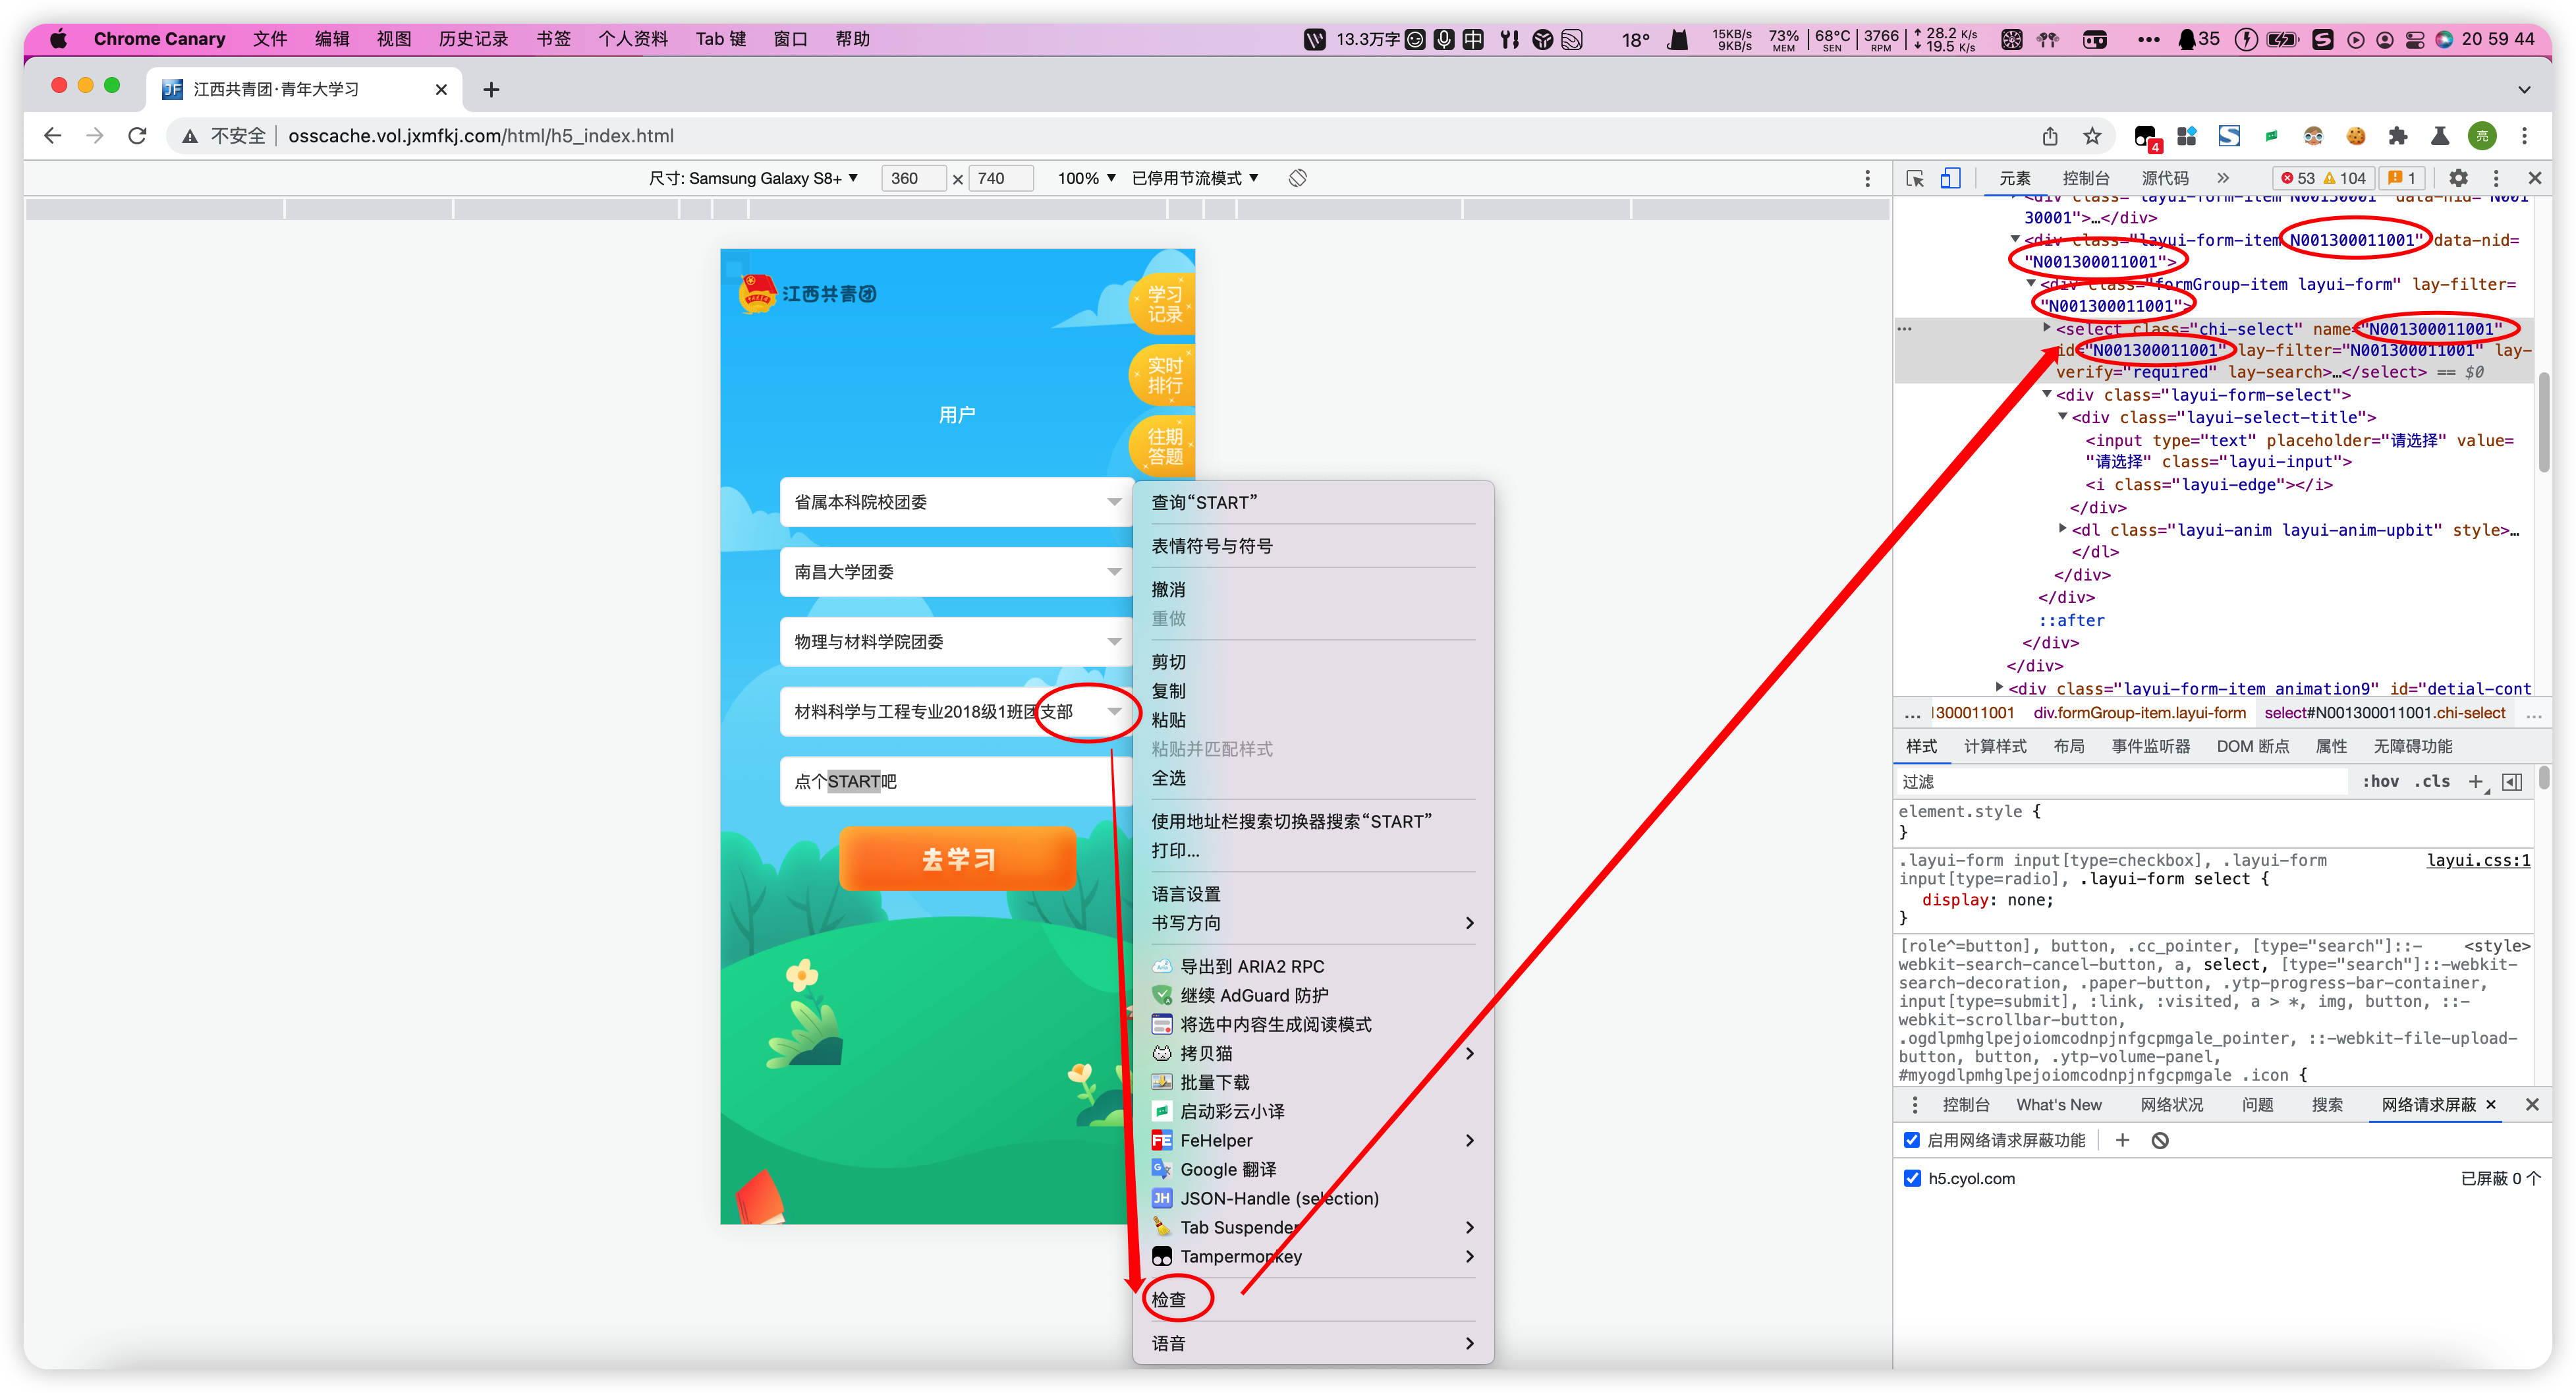 Chrome Canary 文件 编辑 视图 历史记录 书签 个人资料 Tab 键 窗口 帮助
13.3万字 中 18° 15KB/s 9KB/s 73% MEM 68°C SEN 3766 RPM 28.2 K/s 19.5 K/s 35 20 59 44
JF 江西共青团·青年大学习
不安全 osscache.vol.jxmfkj.com/html/h5_index.html 4 亮
尺寸: Samsung Galaxy S8+ 360 × 740 100% 已停用节流模式
元素 控制台 源代码 53 104 1
江西共青团
学习
记录
实时
排行
往期
答题
用户
省属本科院校团委
南昌大学团委
物理与材料学院团委
材料科学与工程专业2018级1班团支部
点个START吧
去学习
查询“START”
表情符号与符号
撤消
重做
剪切
复制
粘贴
粘贴并匹配样式
全选
使用地址栏搜索切换器搜索“START”
打印...
语言设置
书写方向
导出到 ARIA2 RPC
继续 AdGuard 防护
将选中内容生成阅读模式
拷贝猫
批量下载
启动彩云小译
FeHelper
Google 翻译
JSON-Handle (selection)
Tab Suspender
Tampermonkey
检查
语音
<div class="layui-form-item N00130001" data-nid="N001
30001">…</div>
<div class="layui-form-item N001300011001" data-nid=
"N001300011001">
<div class="formGroup-item layui-form" lay-filter=
"N001300011001">
<select class="chi-select" name="N001300011001"
id="N001300011001" lay-filter="N001300011001" lay-
verify="required" lay-search>…</select> == $0
<div class="layui-form-select">
<div class="layui-select-title">
<input type="text" placeholder="请选择" value=
"请选择" class="layui-input">
<i class="layui-edge"></i>
</div>
<dl class="layui-anim layui-anim-upbit" style>…
</dl>
</div>
</div>
::after
</div>
</div>
<div class="layui-form-item animation9" id="detial-cont
… 1300011001 div.formGroup-item.layui-form select#N001300011001.chi-select …
样式 计算样式 布局 事件监听器 DOM 断点 属性 无障碍功能
过滤 :hov .cls
element.style {
}
.layui-form input[type=checkbox], .layui-form layui.css:1
input[type=radio], .layui-form select {
display: none;
}
[role^=button], button, .cc_pointer, [type="search"]::- <style>
webkit-search-cancel-button, a, select, [type="search"]::-webkit-
search-decoration, .paper-button, .ytp-progress-bar-container,
input[type=submit], :link, :visited, a > *, img, button, ::-
webkit-scrollbar-button,
.ogdlpmhglpejoiomcodnpjnfgcpmgale_pointer, ::-webkit-file-upload-
button, button, .ytp-volume-panel,
#myogdlpmhglpejoiomcodnpjnfgcpmgale .icon {
控制台 What's New 网络状况 问题 搜索 网络请求屏蔽
启用网络请求屏蔽功能
h5.cyol.com 已屏蔽 0 个